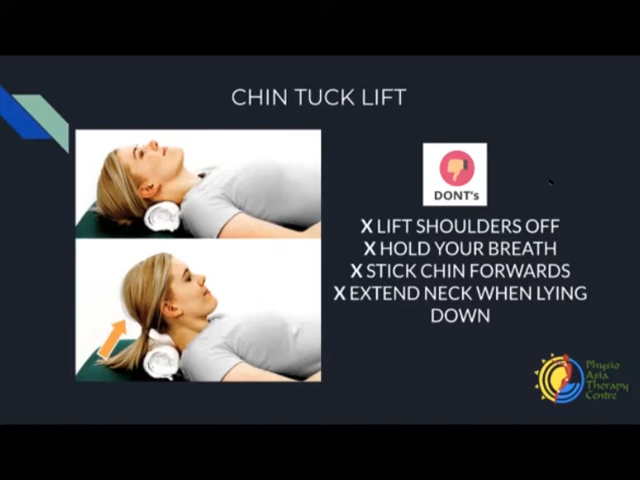 CHIN TUCK LIFT
DONT's
X LIFT SHOULDERS OFF
X HOLD YOUR BREATH
X STICK CHIN FORWARDS
X EXTEND NECK WHEN LYING
DOWN
Physio
Asia
Therapy
Centre